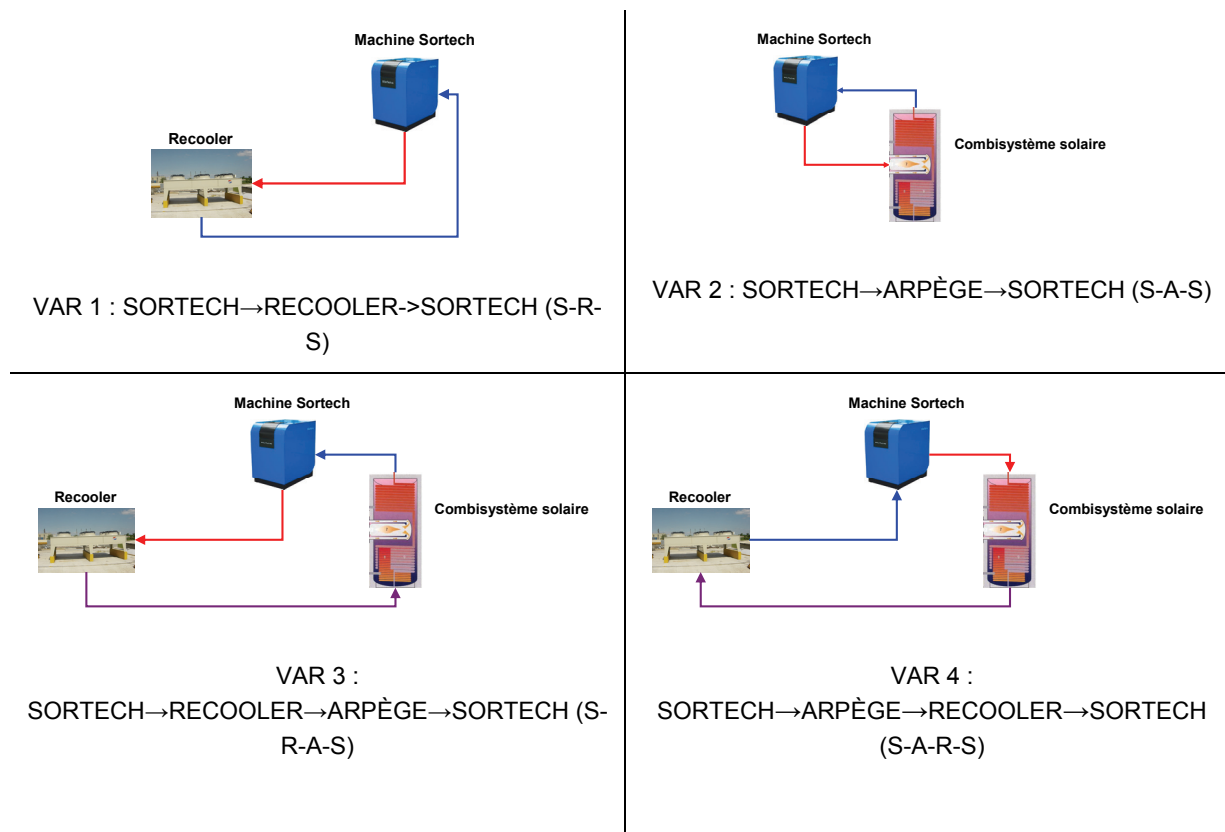 Machine Sortech
Recooler
VAR 1 : SORTECH→RECOOLER->SORTECH (S-R-
S)
Machine Sortech
Combisystème solaire
VAR 2 : SORTECH→ARPÈGE→SORTECH (S-A-S)
Machine Sortech
Recooler
Combisystème solaire
VAR 3 :
SORTECH→RECOOLER→ARPÈGE→SORTECH (S-
R-A-S)
Machine Sortech
Recooler
Combisystème solaire
VAR 4 :
SORTECH→ARPÈGE→RECOOLER→SORTECH
(S-A-R-S)